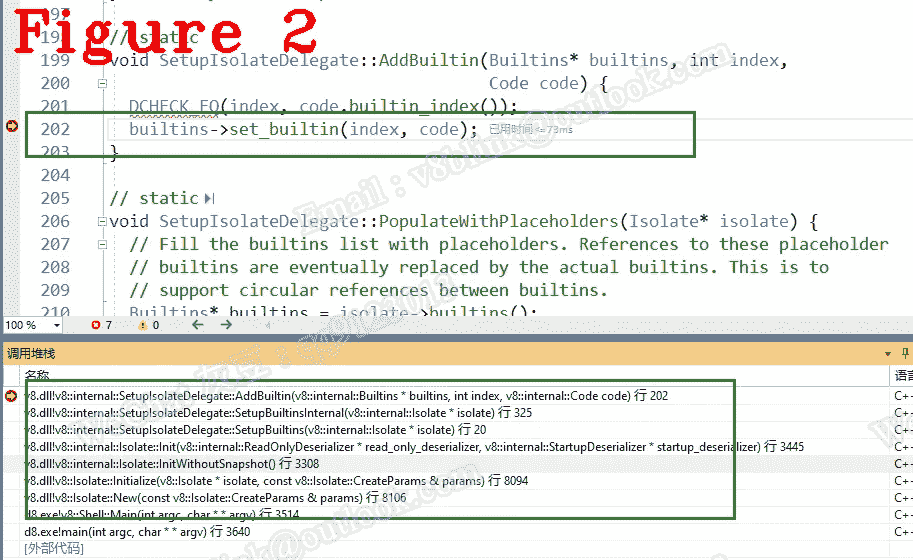 Figure 2
197
198 // static
199 void SetupIsolateDelegate::AddBuiltin(Builtins* builtins, int index,
200 Code code) {
201 DCHECK_EQ(index, code.builtin_index());
202 builtins->set_builtin(index, code); 已用时间<=73ms
203 }
204
205 // static
206 void SetupIsolateDelegate::PopulateWithPlaceholders(Isolate* isolate) {
207 // Fill the builtins list with placeholders. References to these placeholder
208 // builtins are eventually replaced by the actual builtins. This is to
209 // support circular references between builtins.
210 Builtins* builtins = isolate->builtins();
Email : v8blink@outlook.com
100 % 7 0
调用堆栈
名称 语言
v8.dll!v8::internal::SetupIsolateDelegate::AddBuiltin(v8::internal::Builtins * builtins, int index, v8::internal::Code code) 行 202 C++
v8.dll!v8::internal::SetupIsolateDelegate::SetupBuiltinsInternal(v8::internal::Isolate * isolate) 行 325 C++
v8.dll!v8::internal::SetupIsolateDelegate::SetupBuiltins(v8::internal::Isolate * isolate) 行 20 C++
v8.dll!v8::internal::Isolate::Init(v8::internal::ReadOnlyDeserializer * read_only_deserializer, v8::internal::StartupDeserializer * startup_deserializer) 行 3445 C++
v8.dll!v8::internal::Isolate::InitWithoutSnapshot() 行 3308 C++
v8.dll!v8::Isolate::Initialize(v8::Isolate * isolate, const v8::Isolate::CreateParams & params) 行 8094 C++
v8.dll!v8::Isolate::New(const v8::Isolate::CreateParams & params) 行 8106 C++
d8.exe!v8::Shell::Main(int argc, char * * argv) 行 3514 C++
d8.exe!main(int argc, char * * argv) 行 3640 C++
[外部代码]